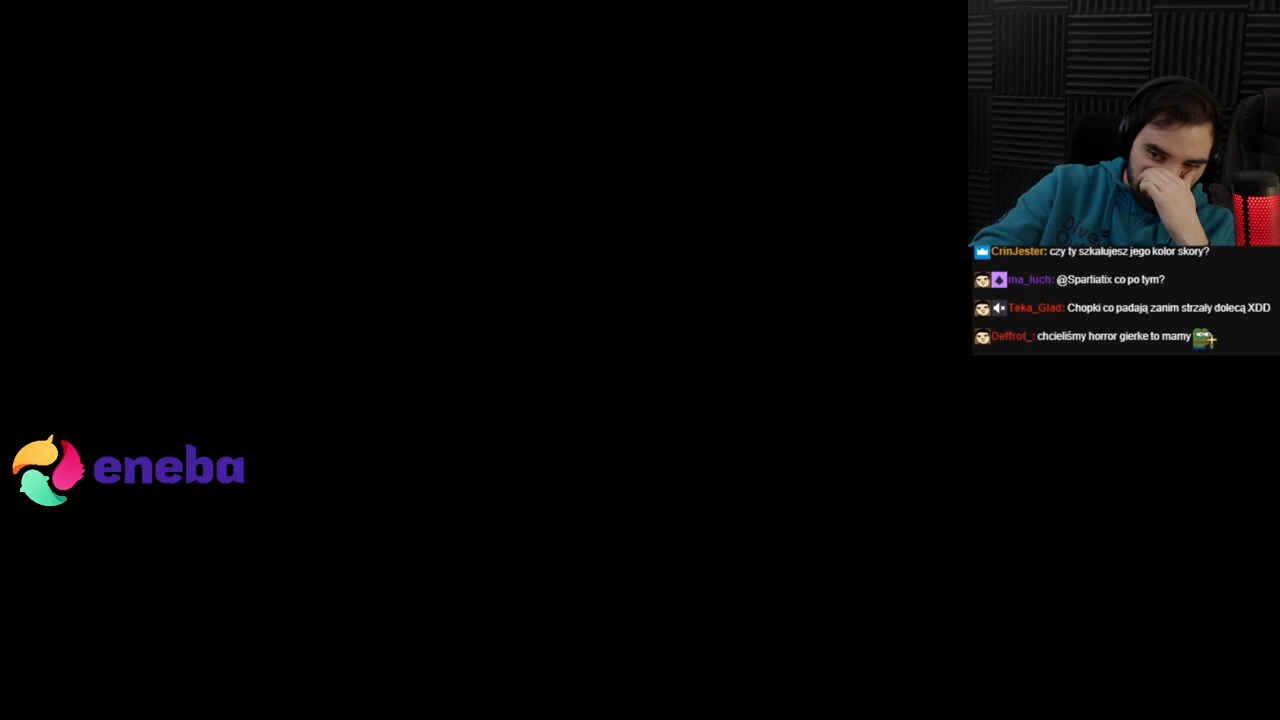 CrinJester: czy ty szkalujesz jego kolor skory?
ma_luch: @Spartiatix co po tym?
Teka_Glad: Chopki co padają zanim strzały dolecą XDD
Deffrot_: chcieliśmy horror gierke to mamy
eneba